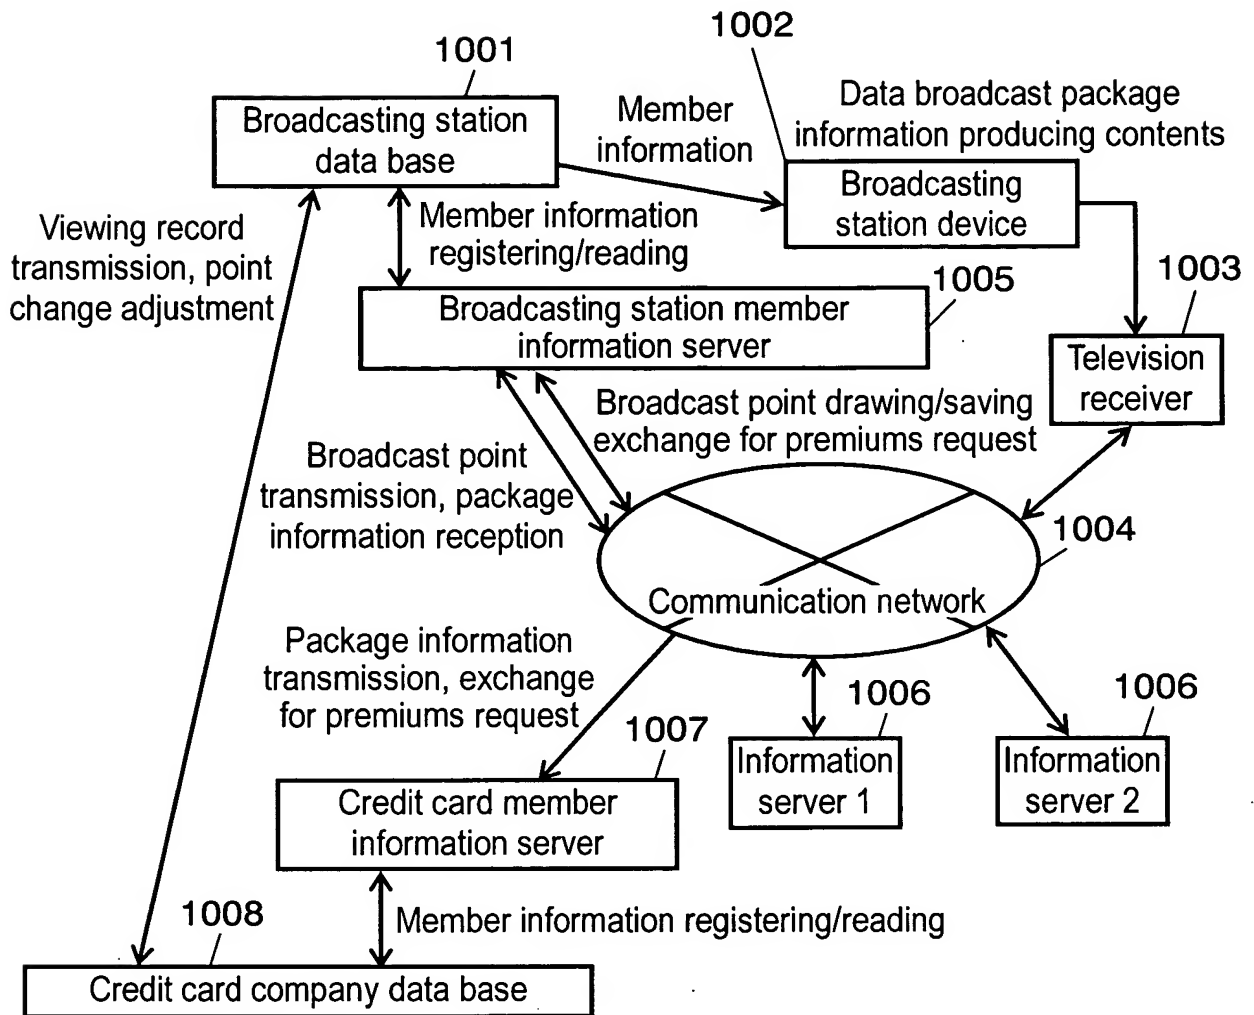 1002
1001
Data broadcast package
information producing contents
Member
information
Broadcasting station
data base
Broadcasting
station device
Viewing record
transmission, point
change adjustment
Member information
registering/reading
1003
1005
Broadcasting station member
information server
Television
receiver
Broadcast point drawing/saving
exchange for premiums request
Broadcast point
transmission, package
information reception
1004
Communication network
Package information
transmission, exchange
for premiums request
1006
1006
1007
Information
server 1
Information
server 2
Credit card member
information server
1008
Member information registering/reading
Credit card company data base